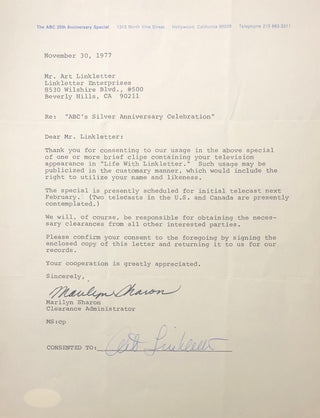 The ABC 25th Anniversary Special 1313 North Vine Street Hollywood, California 90028 Telephone 213 663-3311
November 30, 1977
Mr. Art Linkletter
Linkletter Enterprises
8530 Wilshire Blvd., #500
Beverly Hills, CA 90211
Re: "ABC's Silver Anniversary Celebration"
Dear Mr. Linkletter:
Thank you for consenting to our usage in the above special
of one or more brief clips containing your television
appearance in "Life With Linkletter." Such usage may be
publicized in the customary manner, which would include the
right to utilize your name and likeness.
The special is presently scheduled for initial telecast next
February. (Two telecasts in the U.S. and Canada are presently
contemplated.)
We will, of course, be responsible for obtaining the neces-
sary clearances from all other interested parties.
Please confirm your consent to the foregoing by signing the
enclosed copy of this letter and returning it to us for our
records.
Your cooperation is greatly appreciated.
Sincerely,
Marilyn Sharon
Marilyn Sharon
Clearance Administrator
MS:cp
CONSENTED TO: Art Linkletter